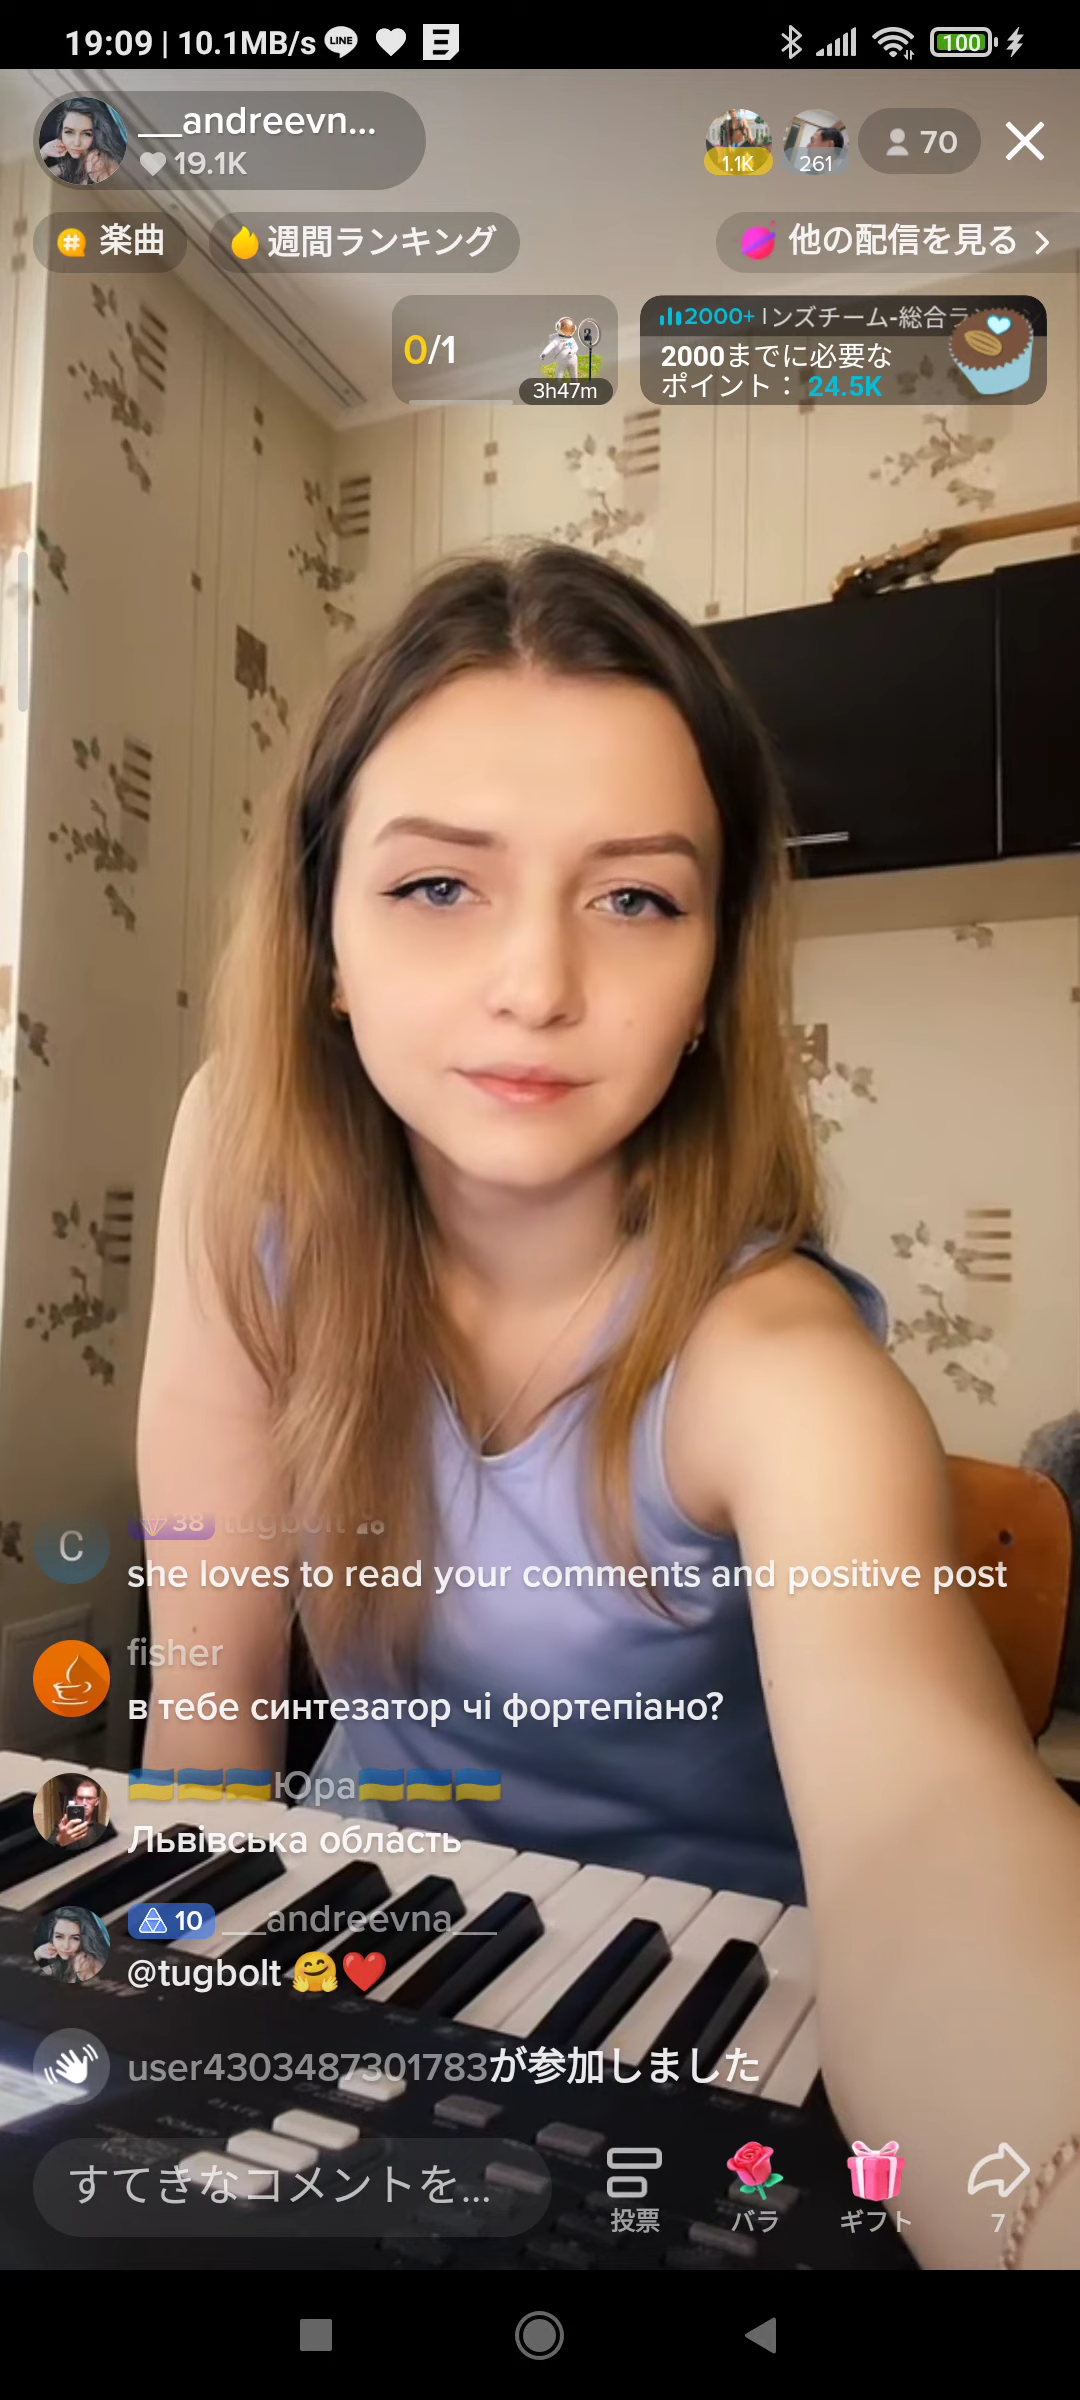 19:09 | 10.1MB/s LINE
100
__andreevn...
19.1K
1.1K
261
70
楽曲
週間ランキング
他の配信を見る
0/1
3h47m
2000+
ンズチーム-総合ラ
2000までに必要な
ポイント： 24.5K
38 tugbolt
C
she loves to read your comments and positive post
fisher
в тебе синтезатор чі фортепіано?
🇺🇦🇺🇦🇺🇦Юра🇺🇦🇺🇦🇺🇦
Львівська область
10 __andreevna__
@tugbolt 🤗❤️
user4303487301783が参加しました
すてきなコメントを...
投票
バラ
ギフト
7